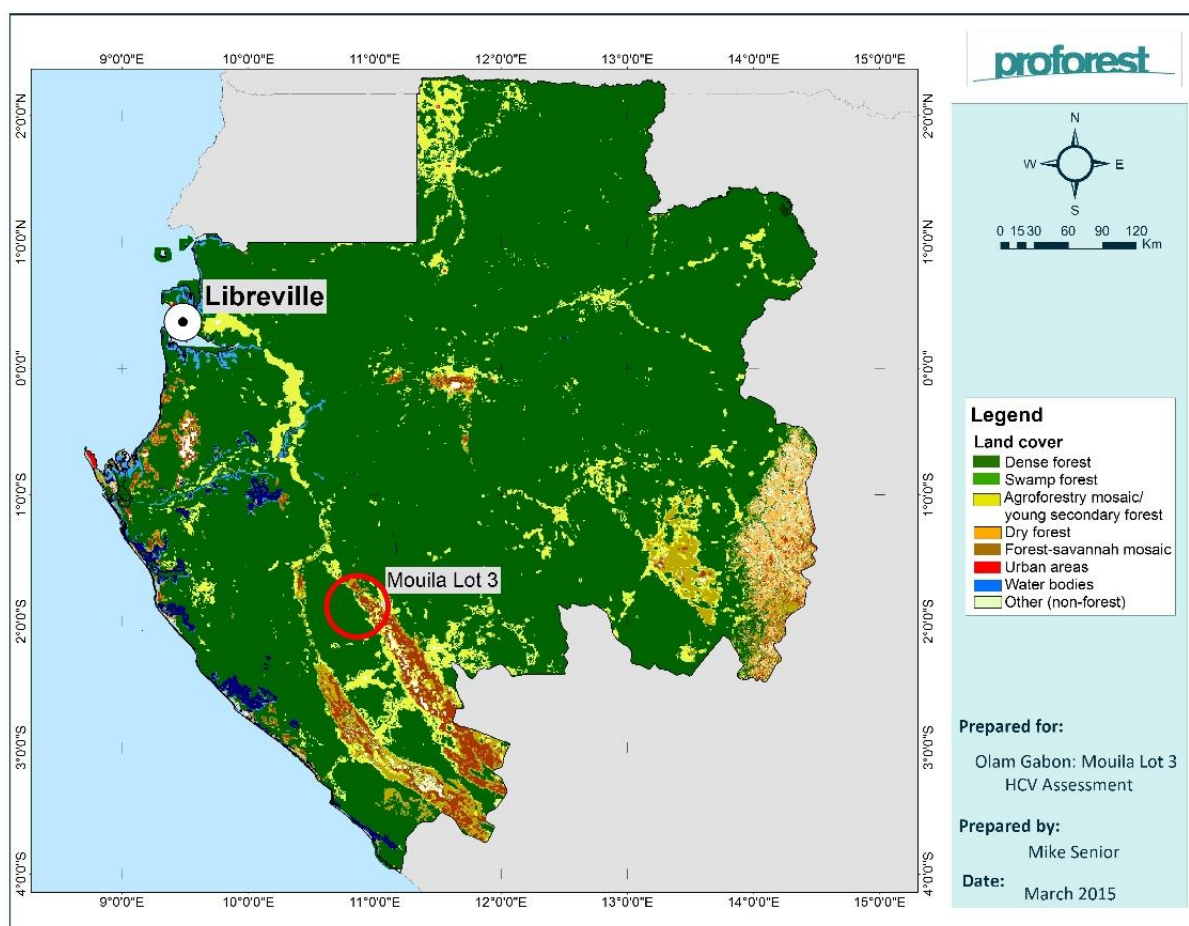 proforest
9°0'0"E 10°0'0"E 11°0'0"E 12°0'0"E 13°0'0"E 14°0'0"E 15°0'0"E
2°0'0"N 2°0'0"N
1°0'0"N 1°0'0"N
0°0'0" 0°0'0"
1°0'0"S 1°0'0"S
2°0'0"S 2°0'0"S
3°0'0"S 3°0'0"S
4°0'0"S 4°0'0"S
9°0'0"E 10°0'0"E 11°0'0"E 12°0'0"E 13°0'0"E 14°0'0"E 15°0'0"E
Libreville
Mouila Lot 3
N
W E
S
0 15 30 60 90 120
Km
Legend
Land cover
Dense forest
Swamp forest
Agroforestry mosaic/
young secondary forest
Dry forest
Forest-savannah mosaic
Urban areas
Water bodies
Other (non-forest)
Prepared for:
Olam Gabon: Mouila Lot 3
HCV Assessment
Prepared by:
Mike Senior
Date:
March 2015